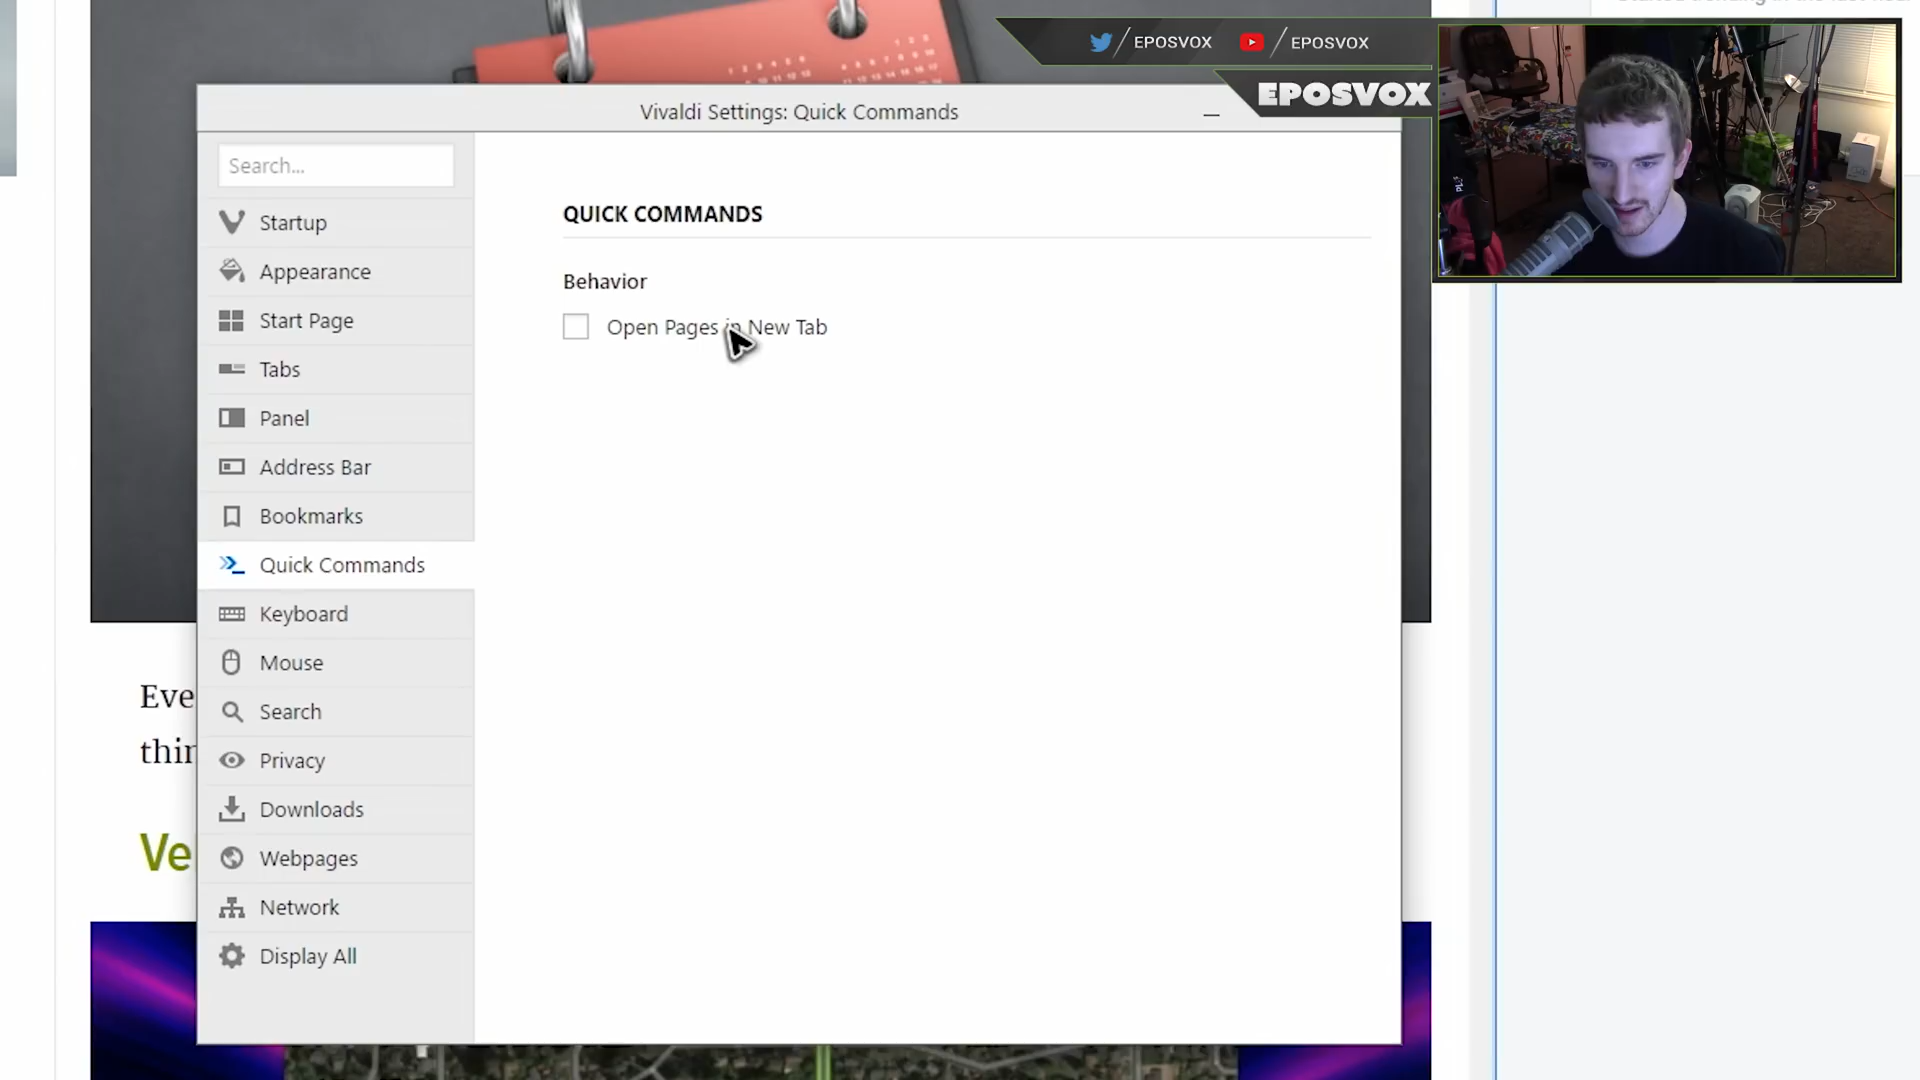 EPOSVOX
EPOSVOX
EPOSVOX
Vivaldi Settings: Quick Commands
Search...
Startup
Appearance
Start Page
Tabs
Panel
Address Bar
Bookmarks
Quick Commands
Keyboard
Mouse
Search
Privacy
Downloads
Webpages
Network
Display All
QUICK COMMANDS
Behavior
Open Pages in New Tab
Eve
thin
Ve